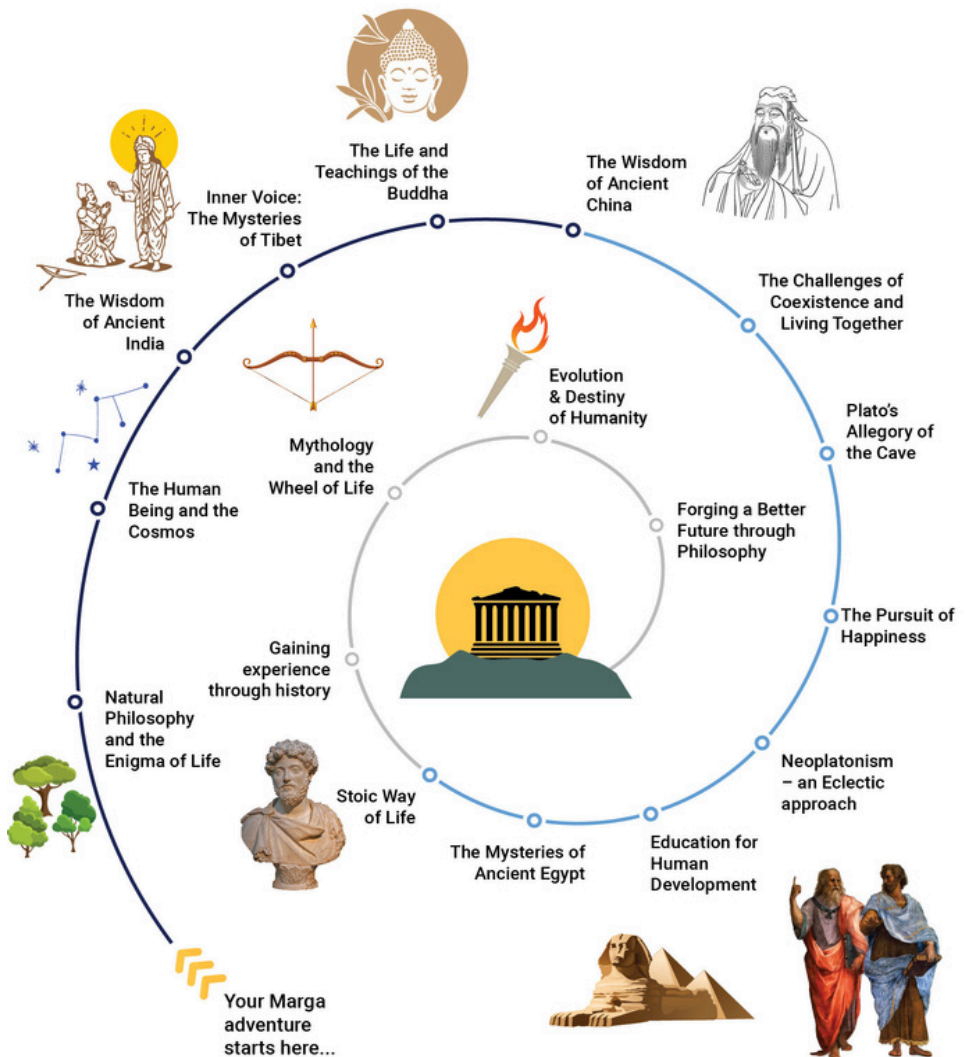 Your Marga
adventure
starts here...
Natural
Philosophy
and the
Enigma of Life
The Human
Being and the
Cosmos
The Wisdom
of Ancient
India
Inner Voice:
The Mysteries
of Tibet
The Life and
Teachings of the
Buddha
The Wisdom
of Ancient
China
The Challenges of
Coexistence and
Living Together
Plato’s
Allegory of
the Cave
The Pursuit of
Happiness
Neoplatonism
– an Eclectic
approach
Education for
Human
Development
The Mysteries of
Ancient Egypt
Stoic Way
of Life
Gaining
experience
through history
Mythology
and the
Wheel of Life
Evolution
& Destiny
of Humanity
Forging a Better
Future through
Philosophy